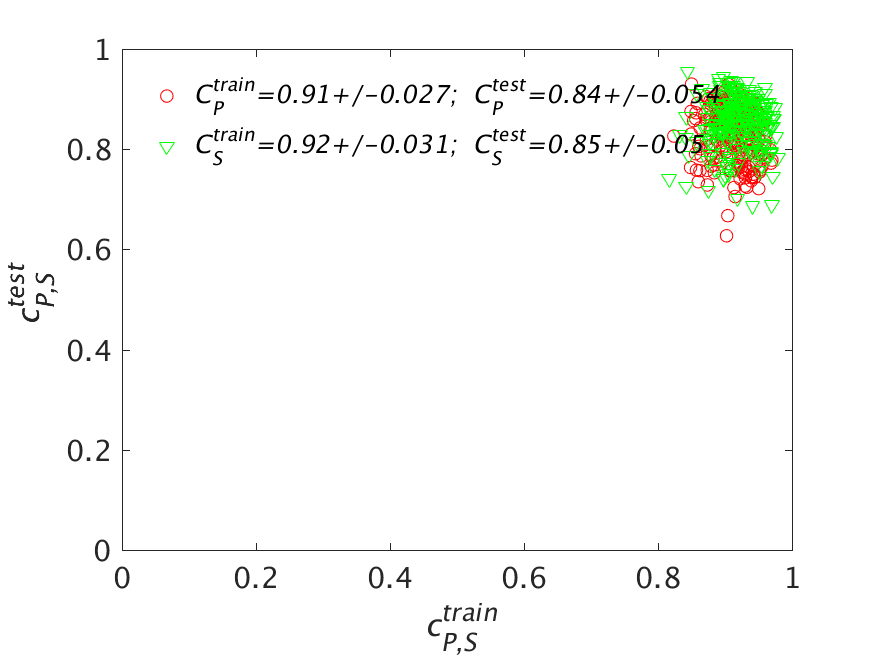 1
0.8
0.6
0.4
0.2
0
0 0.2 0.4 0.6 0.8 1
C_P^train=0.91+/-0.027; C_P^test=0.84+/-0.054
C_S^train=0.92+/-0.031; C_S^test=0.85+/-0.05
c_P,S^test
c_P,S^train